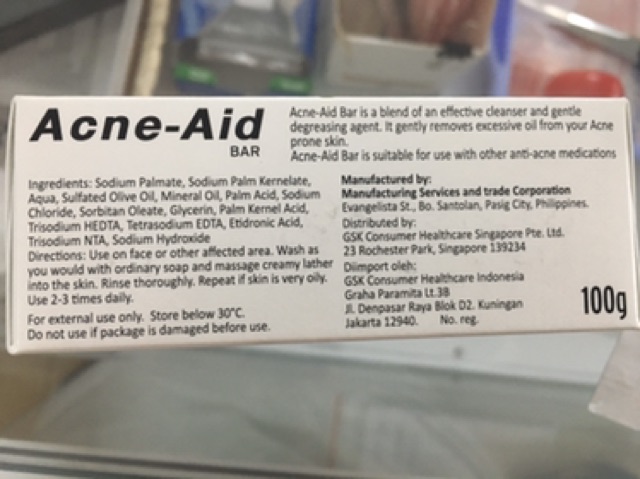 Acne-Aid
BAR
Acne-Aid Bar is a blend of an effective cleanser and gentle
degreasing agent. It gently removes excessive oil from your Acne
prone skin.
Acne-Aid Bar is suitable for use with other anti-acne medications
Ingredients: Sodium Palmate, Sodium Palm Kernelate,
Aqua, Sulfated Olive Oil, Mineral Oil, Palm Acid, Sodium
Chloride, Sorbitan Oleate, Glycerin, Palm Kernel Acid,
Trisodium HEDTA, Tetrasodium EDTA, Etidronic Acid,
Trisodium NTA, Sodium Hydroxide
Directions: Use on face or other affected area. Wash as
you would with ordinary soap and massage creamy lather
into the skin. Rinse thoroughly. Repeat if skin is very oily.
Use 2-3 times daily.
For external use only. Store below 30°C.
Do not use if package is damaged before use.
Manufactured by:
Manufacturing Services and trade Corporation
Evangelista St., Bo. Santolan, Pasig City, Philippines.
Distributed by:
GSK Consumer Healthcare Singapore Pte. Ltd.
23 Rochester Park, Singapore 139234
Diimport oleh:
GSK Consumer Healthcare Indonesia
Graha Paramita Lt.3B
Jl. Denpasar Raya Blok D2. Kuningan
Jakarta 12940. No. reg.
100g